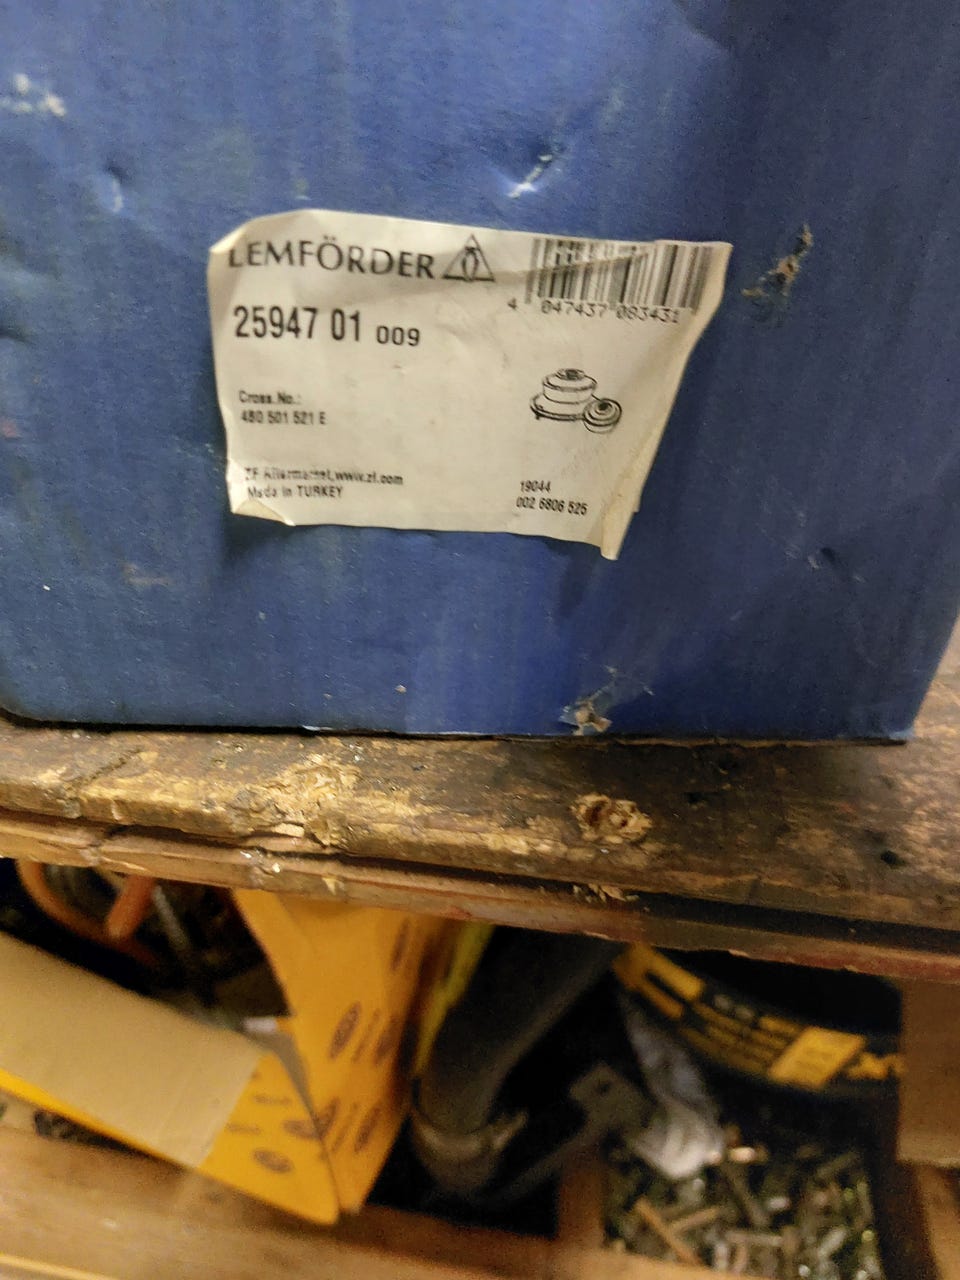 LEMFÖRDER
4 047437 083431
25947 01 009
Cross.No.:
480 501 521 E
ZF Aftermarket,www.zf.com
Made in TURKEY
19044
002 6806 526